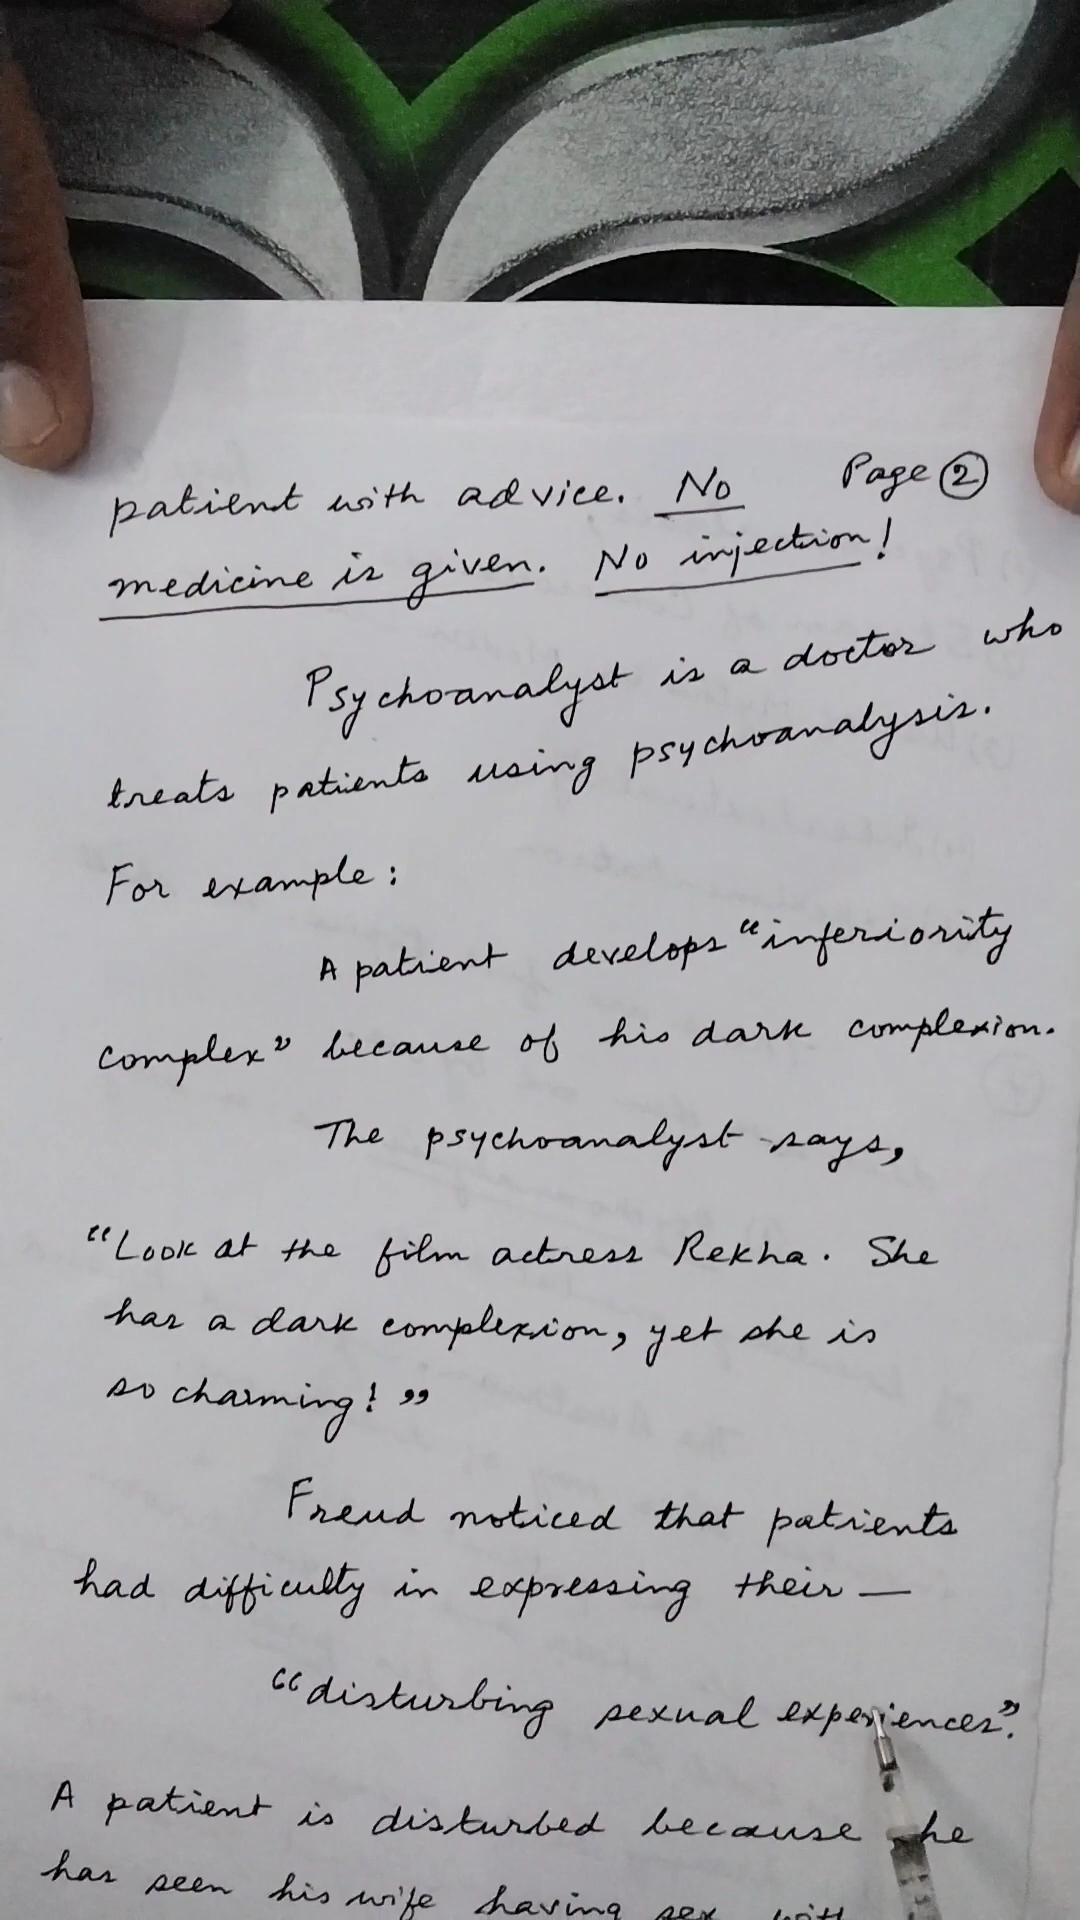 Page 2
patient with advice. No
medicine is given. No injection!
Psychoanalyst is a doctor who
treats patients using psychoanalysis.
For example:
A patient develops "inferiority
complex" because of his dark complexion.
The psychoanalyst says,
"Look at the film actress Rekha. She
has a dark complexion, yet she is
so charming!"
Freud noticed that patients
had difficulty in expressing their —
"disturbing sexual experiences".
A patient is disturbed because he
has seen his wife having sex with